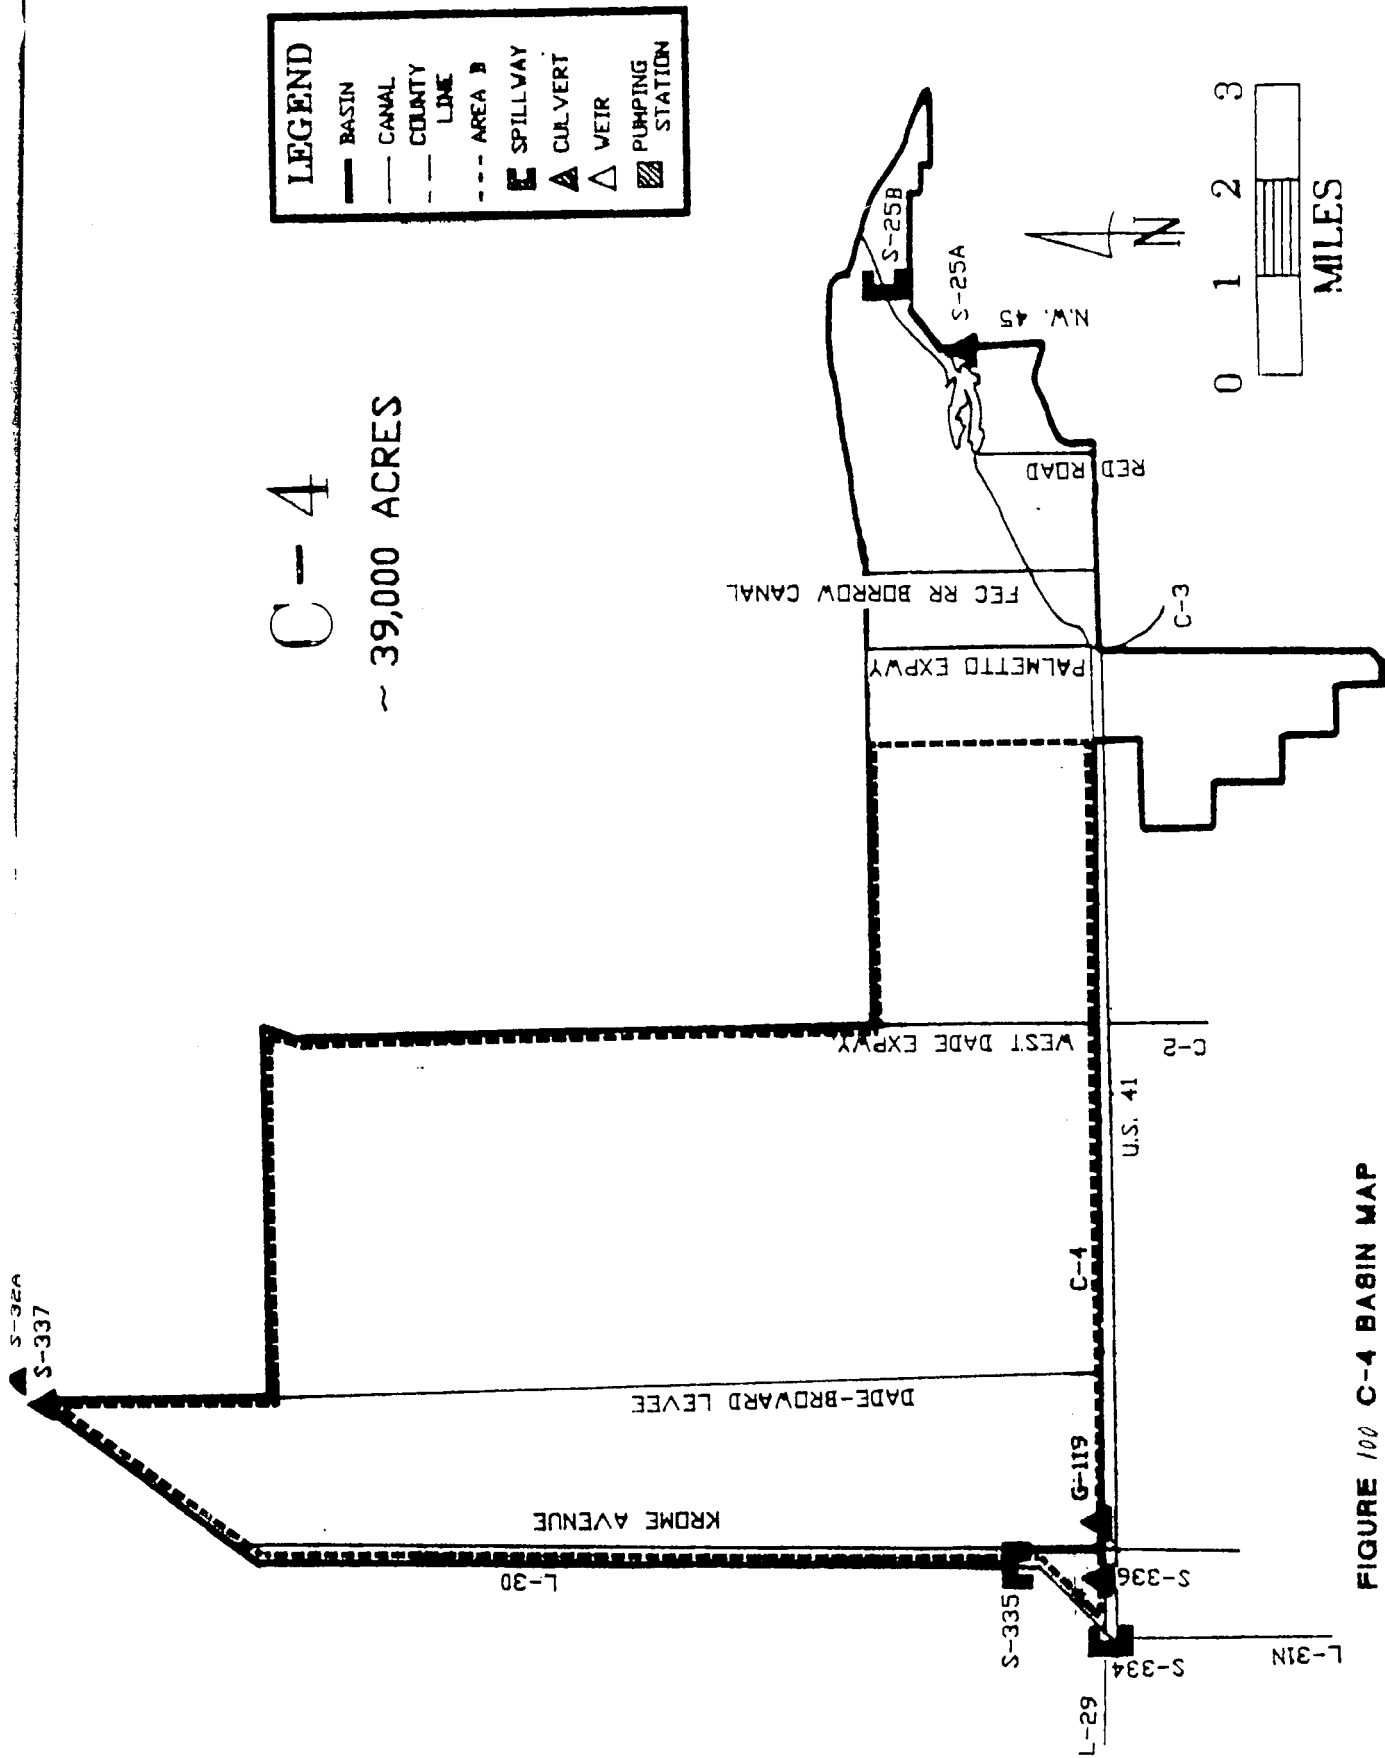 LEGEND
BASIN
CANAL
COUNTY
LINE
AREA B
SPILLWAY
CULVERT
WEIR
PUMPING
STATION
C-4
~ 39,000 ACRES
S-32A
S-337
S-25B
S-25A
N.W. 45
RED ROAD
FEC RR BORROW CANAL
PALMETTO EXPWY
C-3
WEST DADE EXPWY.
C-2
U.S. 41
C-4
DADE-BROWARD LEVEE
G-119
KROME AVENUE
L-30
S-335
S-336
S-334
L-31N
L-29
N
0 1 2 3
MILES
FIGURE 100 C-4 BASIN MAP